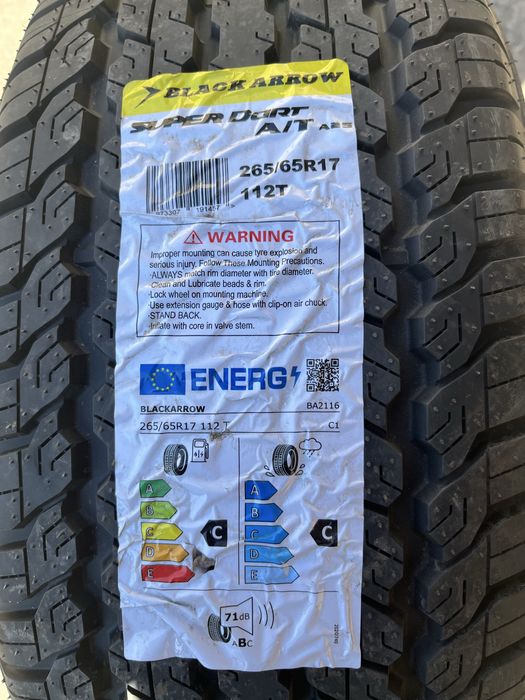 BLACK ARROW
SUPER DURT
A/T
265/65R17
112T
WARNING
Improper mounting can cause tyre explosion and
serious injury. Follow These Mounting Precautions.
·ALWAYS match rim diameter with tire diameter.
·Clean and Lubricate beads & rim.
·Lock wheel on mounting machine.
·Use extension gauge & hose with clip-on air chuck.
·STAND BACK.
·Inflate with core in valve stem.
ENERG
BLACKARROW BA2116
265/65R17 112 T C1
A A
B B
C C C C
D D
E E
71dB
ABC